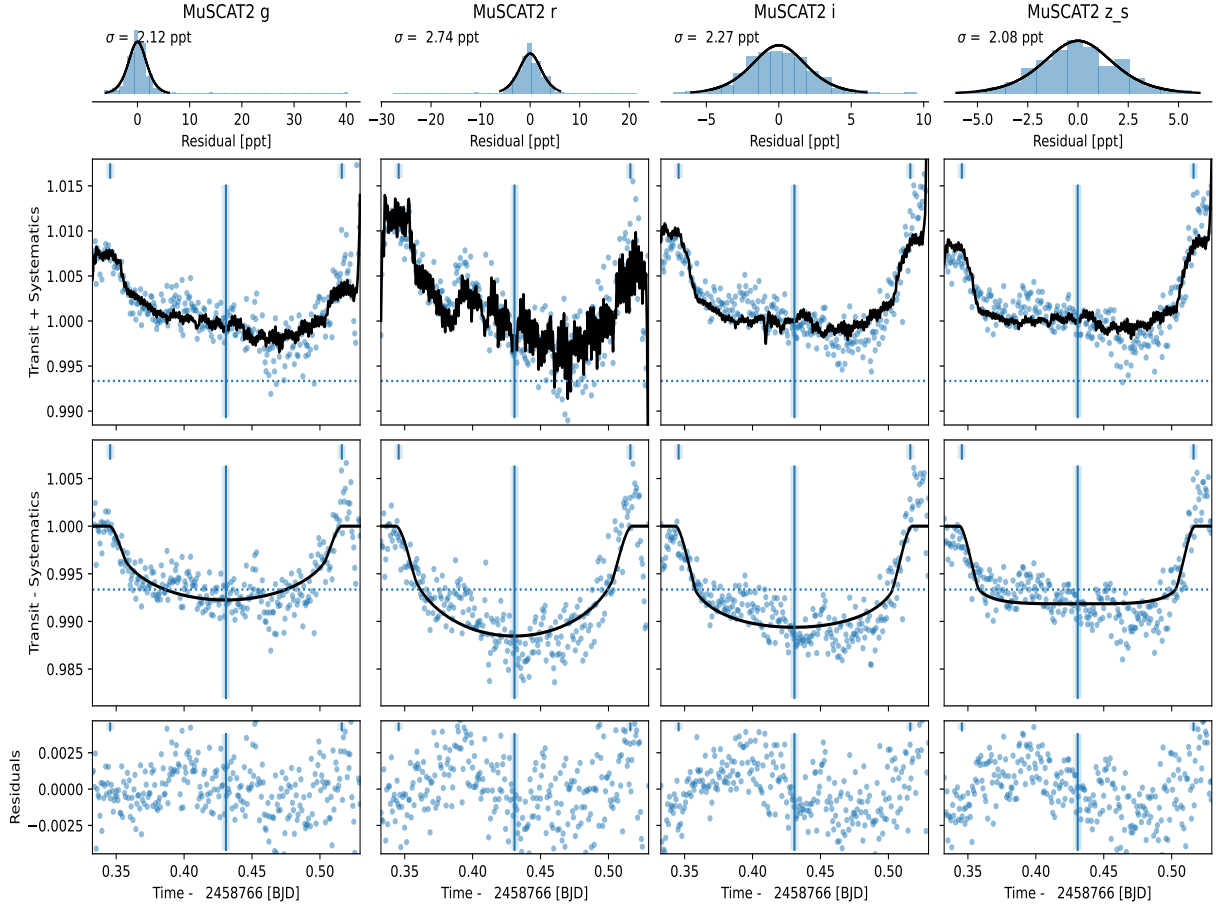 MuSCAT2 g MuSCAT2 r MuSCAT2 i MuSCAT2 z_s
σ = 2.12 ppt σ = 2.74 ppt σ = 2.27 ppt σ = 2.08 ppt
0 10 20 30 40 −30 −20 −10 0 10 20 −5 0 5 10 −5.0 −2.5 0.0 2.5 5.0
Residual [ppt] Residual [ppt] Residual [ppt] Residual [ppt]
Transit + Systematics
1.015
1.010
1.005
1.000
0.995
0.990
Transit - Systematics
1.005
1.000
0.995
0.990
0.985
Residuals
0.0025
0.0000
−0.0025
0.35 0.40 0.45 0.50 0.35 0.40 0.45 0.50 0.35 0.40 0.45 0.50 0.35 0.40 0.45 0.50
Time - 2458766 [BJD] Time - 2458766 [BJD] Time - 2458766 [BJD] Time - 2458766 [BJD]